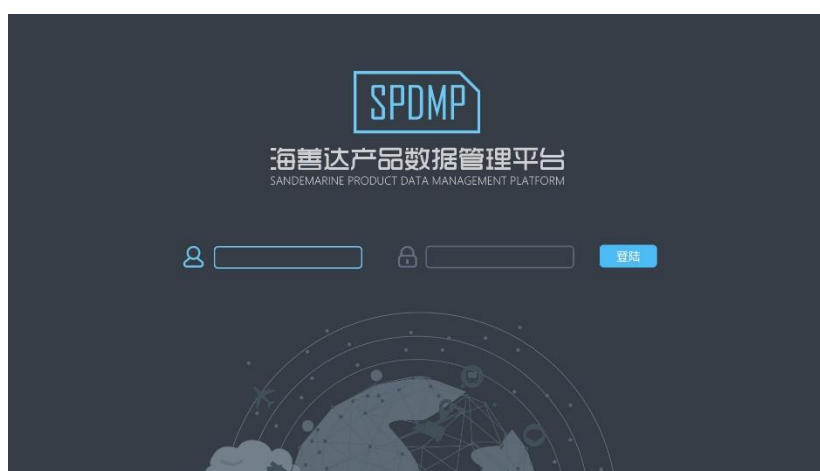 SPDMP
海善达产品数据管理平台
SANDEMARINE PRODUCT DATA MANAGEMENT PLATFORM
登陆